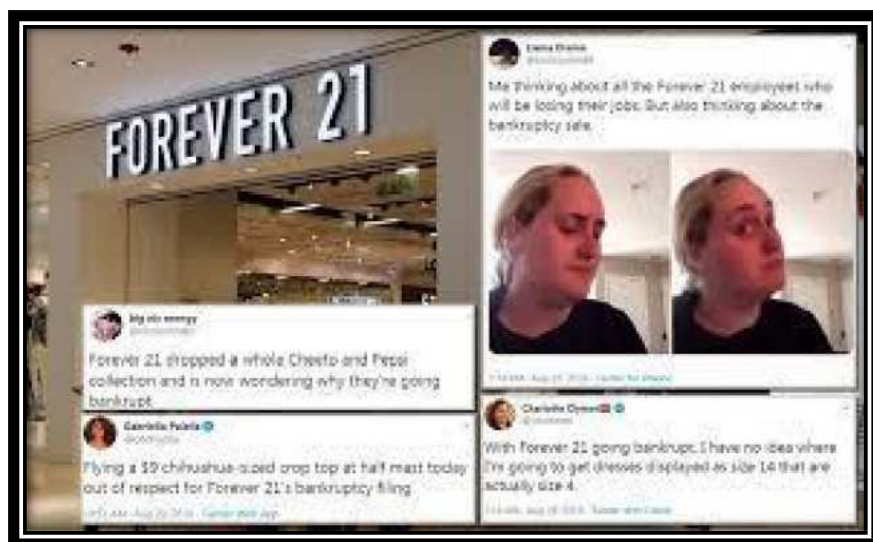 FOREVER 21
Me thinking about all the Forever 21 employees who
will be losing their jobs. But also thinking about the
bankruptcy sale.
big energy
Forever 21 dropped a whole Cheeto and Pepsi
collection and is now wondering why they're going
bankrupt
Flying a $9 chihuahua-sized crop top at half mast today
out of respect for Forever 21's bankruptcy filing
Charlotte
With Forever 21 going bankrupt, I have no idea where
I'm going to get dresses displayed as size 14 that are
actually size 4.